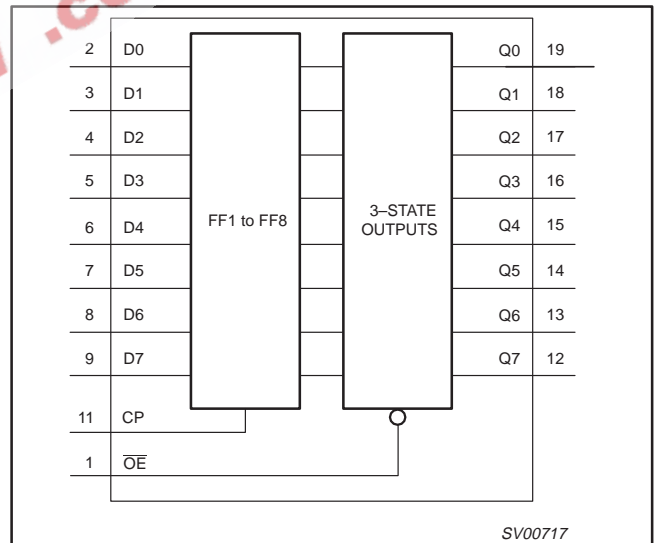 2 D0 Q0 19
3 D1 Q1 18
4 D2 Q2 17
5 D3 Q3 16
FF1 to FF8
3–STATE
OUTPUTS
6 D4 Q4 15
7 D5 Q5 14
8 D6 Q6 13
9 D7 Q7 12
11 CP
1 O̅E̅
SV00717